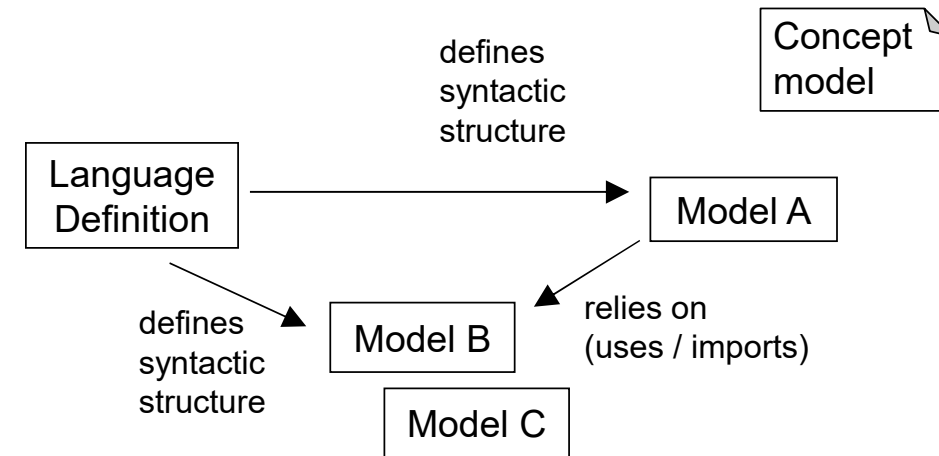 Concept
model
defines
syntactic
structure
Language
Definition
Model A
defines
syntactic
structure
Model B
relies on
(uses / imports)
Model C